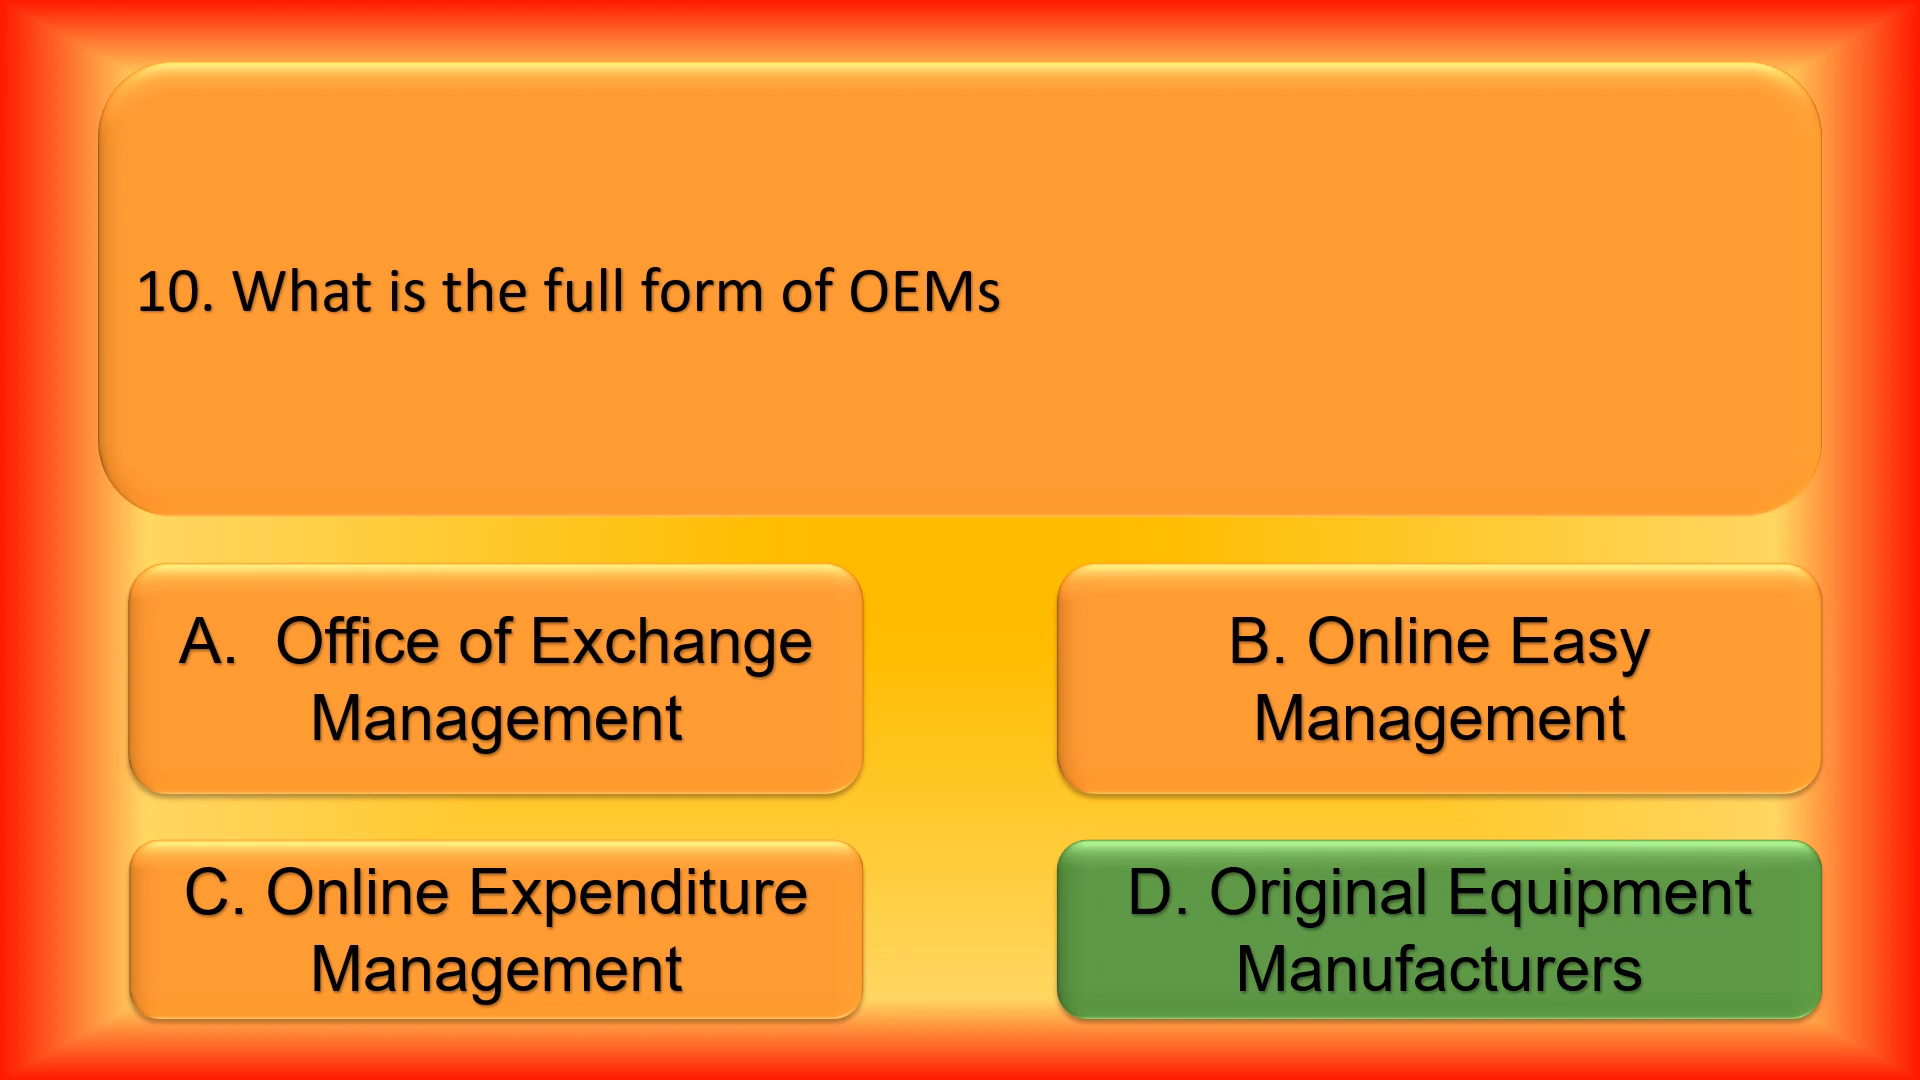 10. What is the full form of OEMs
A.  Office of Exchange
Management
B. Online Easy
Management
C. Online Expenditure
Management
D. Original Equipment
Manufacturers